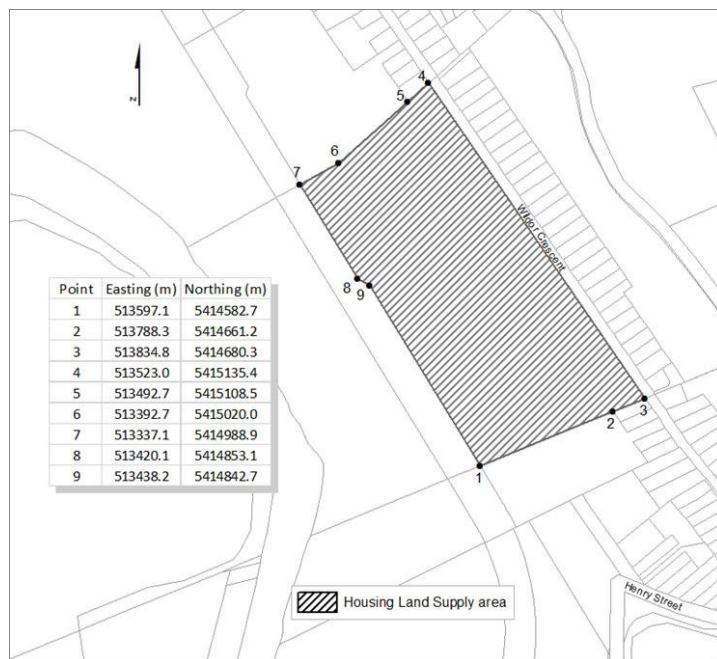 N
4
5
6
7
8
9
1
2
3
Wildor Crescent
Point Easting (m) Northing (m)
1 513597.1 5414582.7
2 513788.3 5414661.2
3 513834.8 5414680.3
4 513523.0 5415135.4
5 513492.7 5415108.5
6 513392.7 5415020.0
7 513337.1 5414988.9
8 513420.1 5414853.1
9 513438.2 5414842.7
Henry Street
Housing Land Supply area